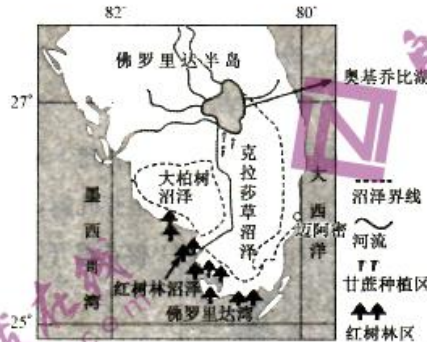 82° 80°
佛罗里达半岛
27°
奥基乔比湖
大柏树
沼泽
克拉莎草沼泽
墨西哥湾
大西洋
迈阿密
沼泽界线
河流
甘蔗种植区
红树林沼泽
佛罗里达湾
25°
红树林区